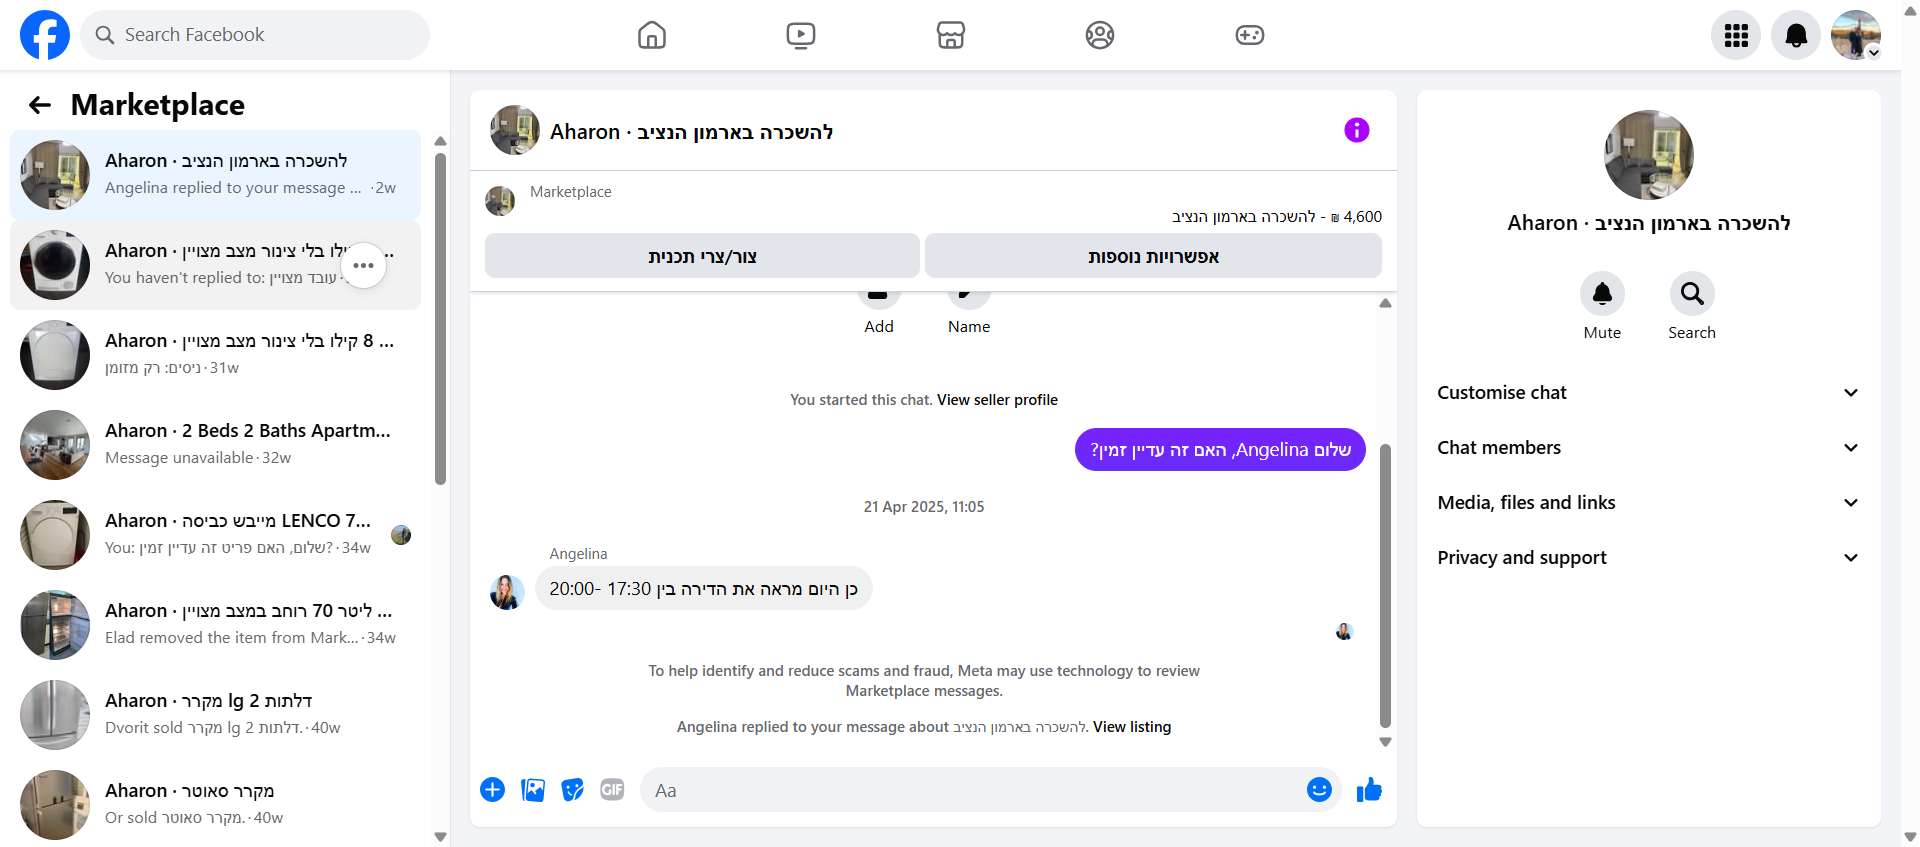 Search Facebook
Marketplace
Aharon · להשכרה בארמון הנציב
Angelina replied to your message ... · 2w
Aharon · קילו בלי צינור מצב מצויין ...
You haven't replied to: עובד מצויין ·
Aharon · 8 קילו בלי צינור מצב מצויין ...
ניסים: רק מזומן · 31w
Aharon · 2 Beds 2 Baths Apartm...
Message unavailable · 32w
Aharon · מייבש כביסה LENCO 7...
You: שלום, האם פריט זה עדיין זמין? · 34w
Aharon · ליטר 70 רוחב במצב מצויין ...
Elad removed the item from Mark... · 34w
Aharon · מקרר lg 2 דלתות
Dvorit sold מקרר lg 2 דלתות. · 40w
Aharon · מקרר סאוטר
Or sold מקרר סאוטר. · 40w
Aharon · להשכרה בארמון הנציב
Marketplace
4,600 ₪ - להשכרה בארמון הנציב
צור/צרי תכנית
אפשרויות נוספות
Add
Name
You started this chat. View seller profile
שלום Angelina, האם זה עדיין זמין?
21 Apr 2025, 11:05
Angelina
כן היום מראה את הדירה בין 17:30 -20:00
To help identify and reduce scams and fraud, Meta may use technology to review
Marketplace messages.
Angelina replied to your message about להשכרה בארמון הנציב. View listing
GIF
Aa
Aharon · להשכרה בארמון הנציב
Mute
Search
Customise chat
Chat members
Media, files and links
Privacy and support